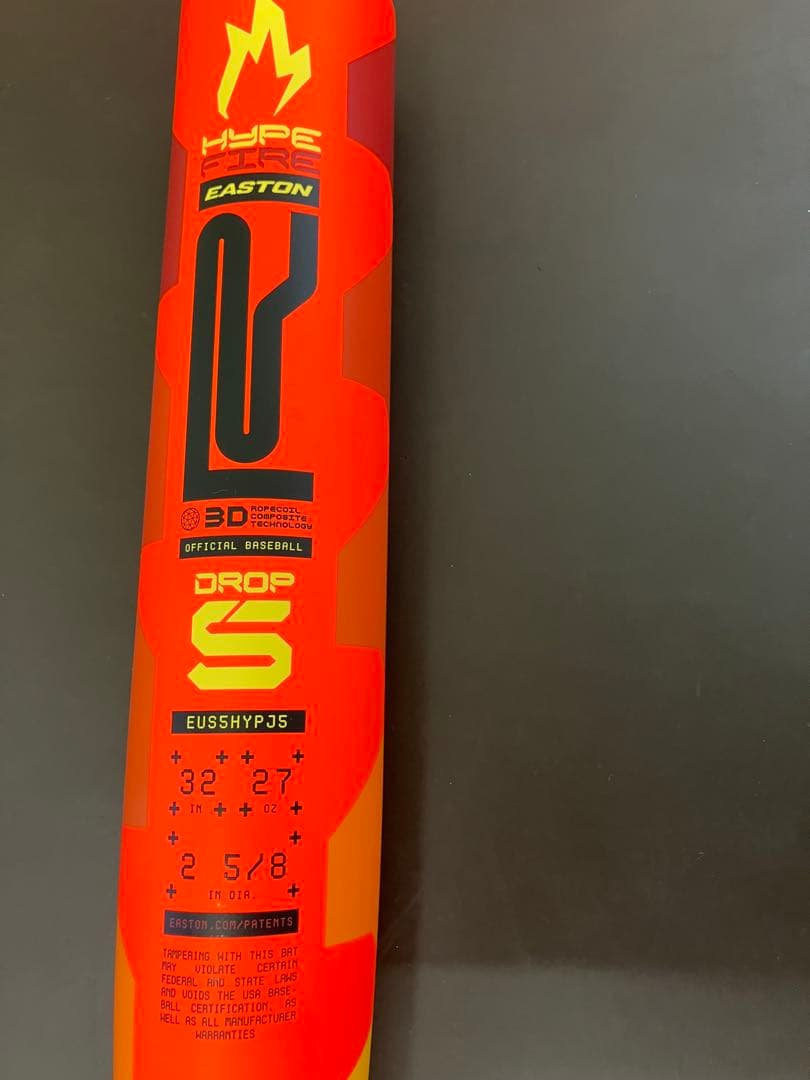 HYPE
FIRE
EASTON
3D ROPECOIL
COMPOSITE
TECHNOLOGY
OFFICIAL BASEBALL
DROP
5
EUS5HYPJ5
32 27
IN OZ
2 5/8
IN DIA.
EASTON.COM/PATENTS
TAMPERING WITH THIS BAT
MAY VIOLATE CERTAIN
FEDERAL AND STATE LAWS
AND VOIDS THE USA BASE-
BALL CERTIFICATION, AS
WELL AS ALL MANUFACTURER
WARRANTIES